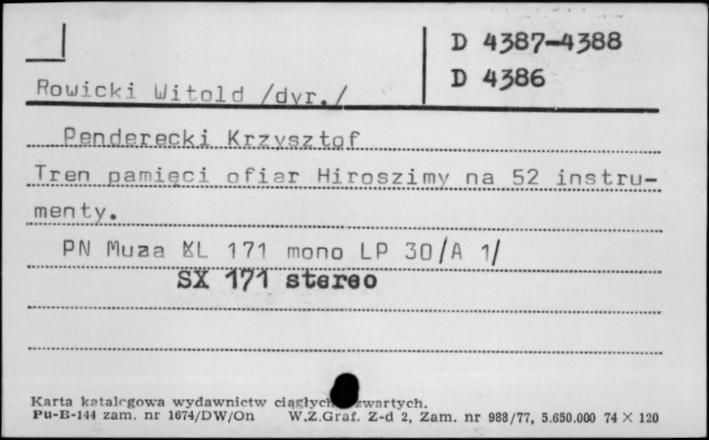 D 4387-4388
D 4386
Rowicki Witold /dyr./
Penderecki Krzysztof
Tren pamięci ofiar Hiroszimy na 52 instru-
menty.
PN Muza XL 171 mono LP 30/A 1/
SX 171 stereo
Karta katalogowa wydawnictw ciągłych zwartych.
Pu-B-144 zam. nr 1674/DW/On W.Z.Graf. Z-d 2, Zam. nr 988/77, 5.650.000 74 × 120